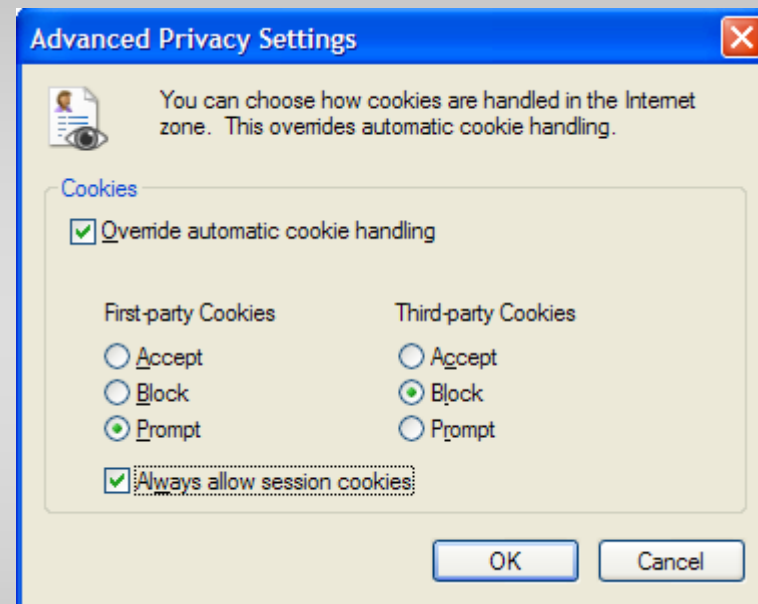 Advanced Privacy Settings
You can choose how cookies are handled in the Internet
zone. This overrides automatic cookie handling.
Cookies
Override automatic cookie handling
First-party Cookies
Third-party Cookies
Accept
Accept
Block
Block
Prompt
Prompt
Always allow session cookies
OK
Cancel